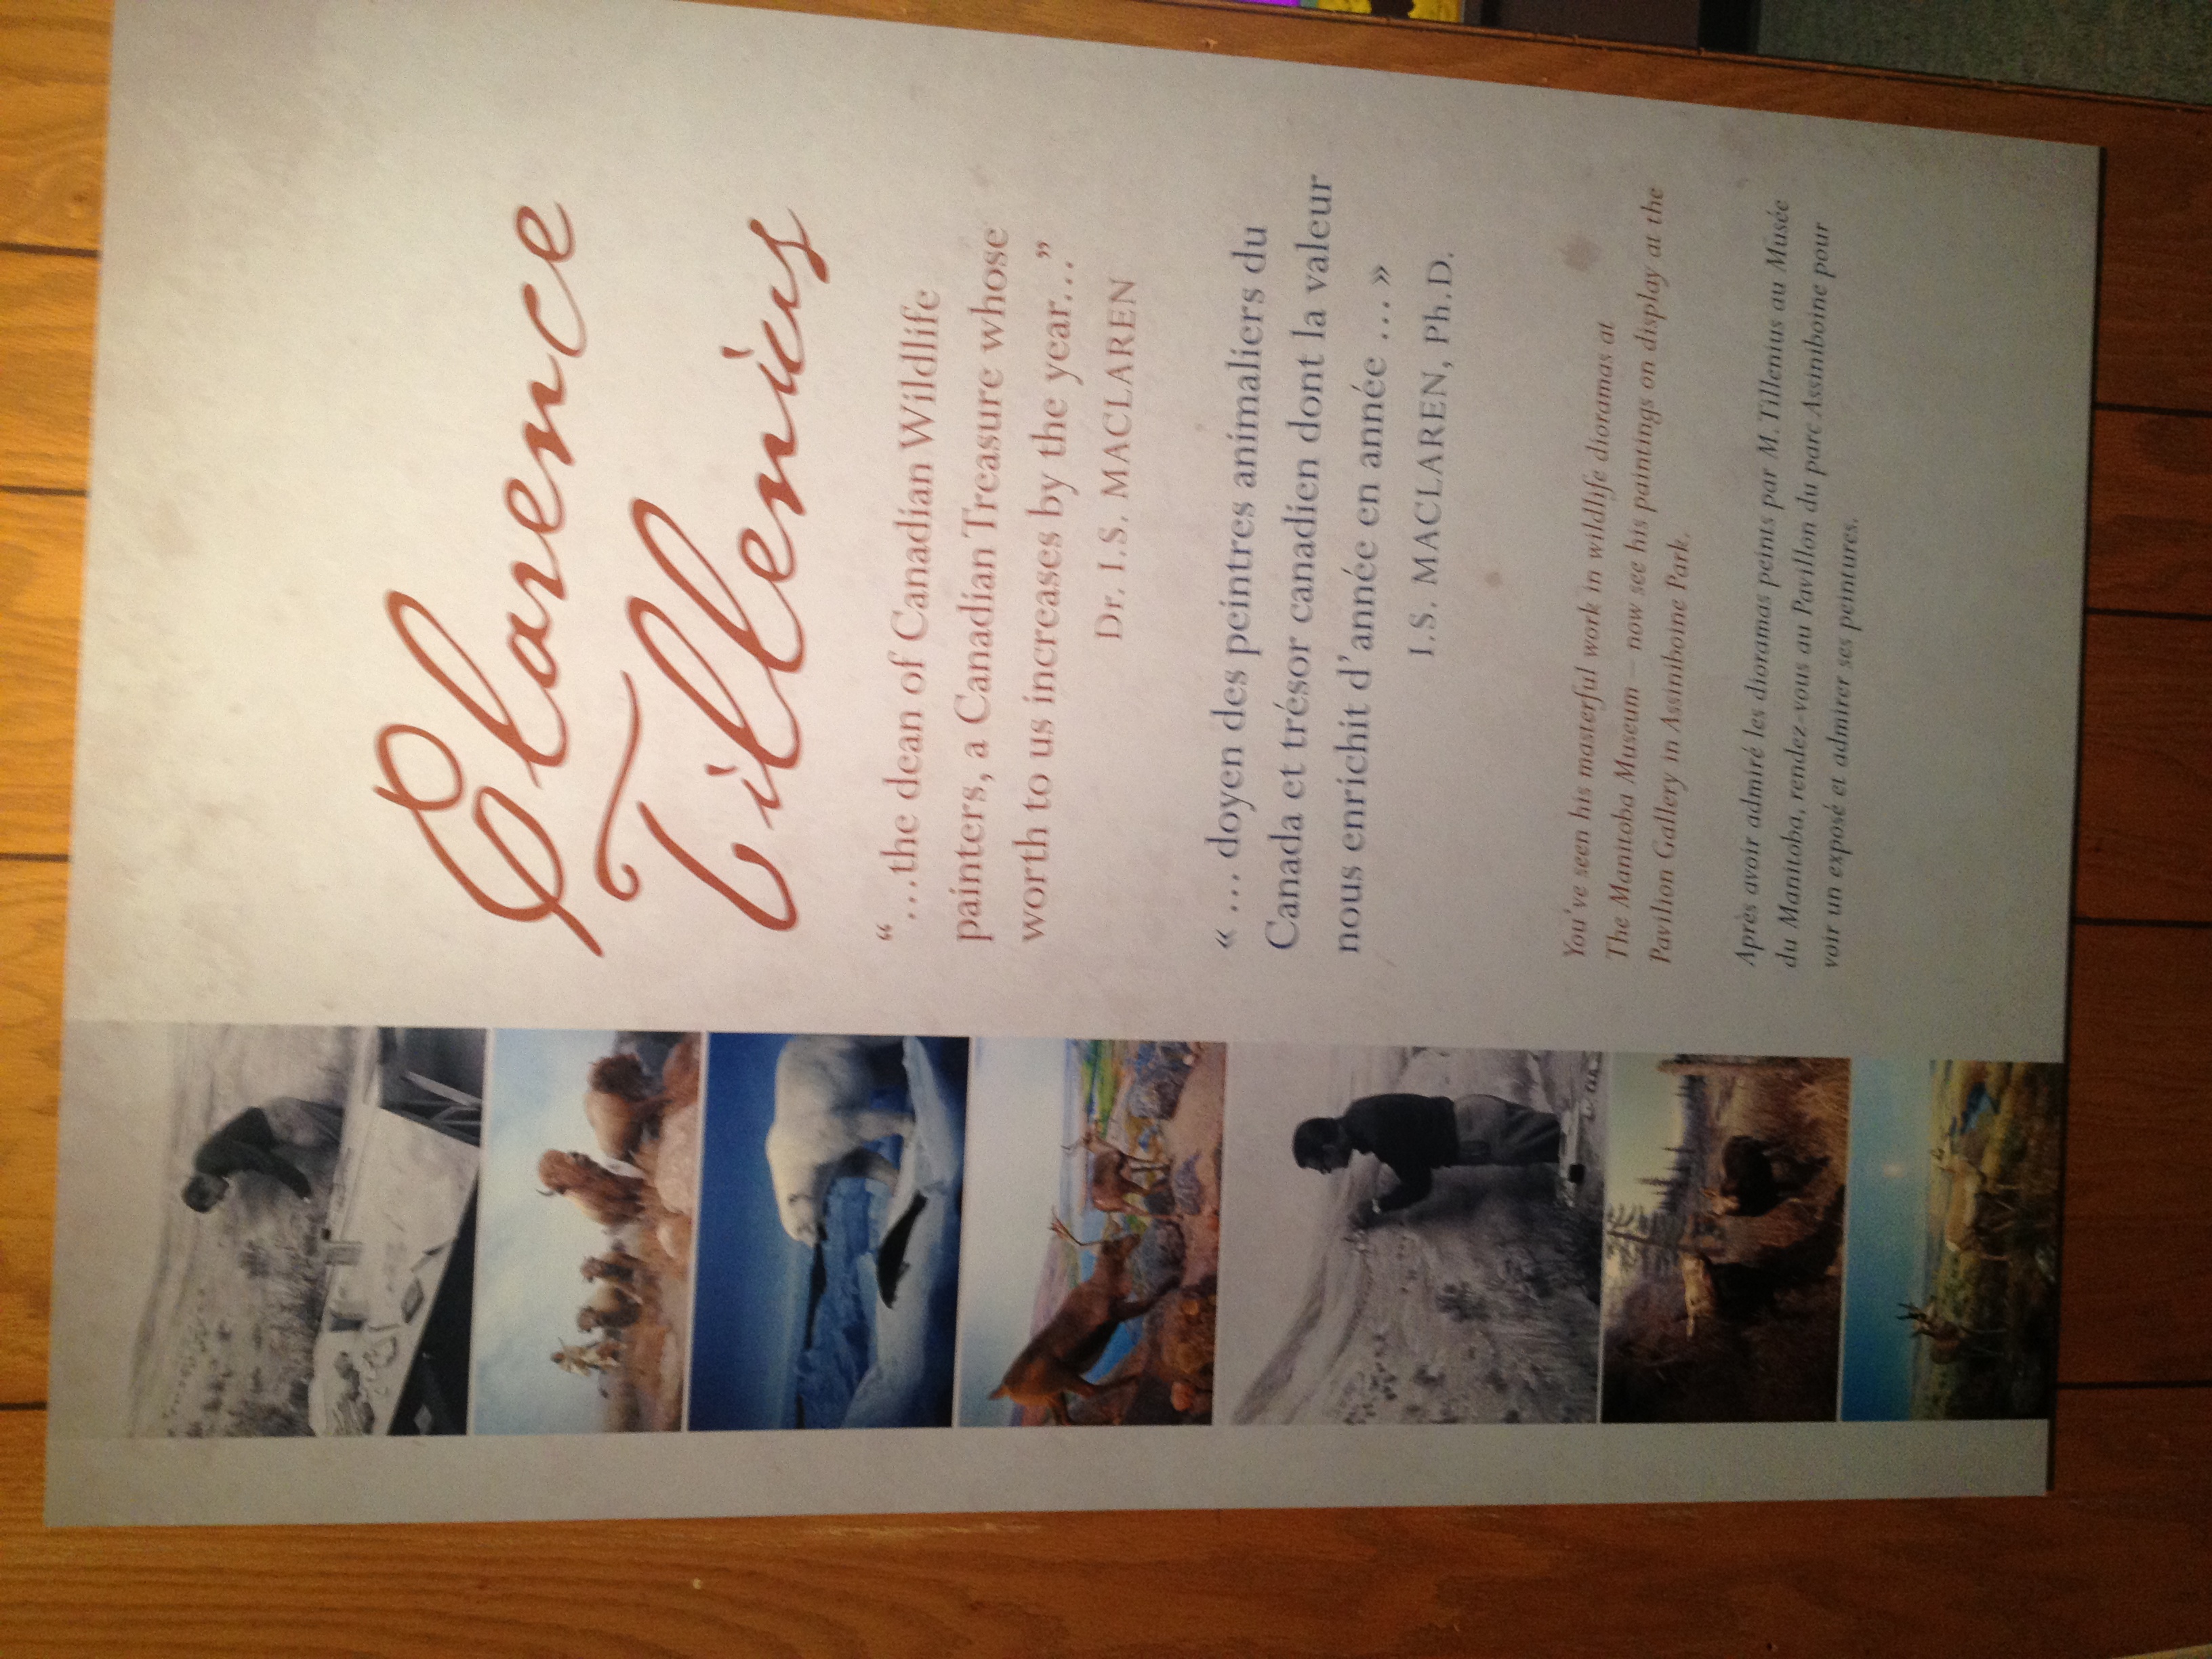 Clarence
Tillenius
“...the dean of Canadian Wildlife
painters, a Canadian Treasure whose
worth to us increases by the year...”
Dr. I.S. MACLAREN
« ... doyen des peintres animaliers du
Canada et trésor canadien dont la valeur
nous enrichit d’année en année ... »
I.S. MACLAREN, Ph.D.
You’ve seen his masterful work in wildlife dioramas at
The Manitoba Museum – now see his paintings on display at the
Pavilion Gallery in Assiniboine Park.
Après avoir admiré les dioramas peints par M. Tillenius au Musée
du Manitoba, rendez-vous au Pavillon du parc Assiniboine pour
voir un exposé et admirer ses peintures.